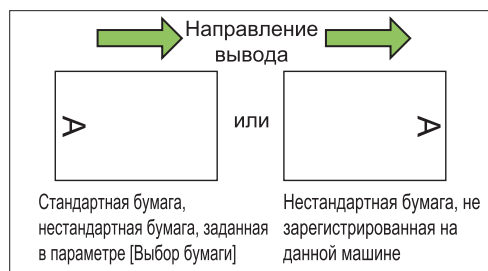 Направление
вывода
A
или
A
Стандартная бумага,
нестандартная бумага, заданная
в параметре [Выбор бумаги]
Нестандартная бумага, не
зарегистрированная на
данной машине